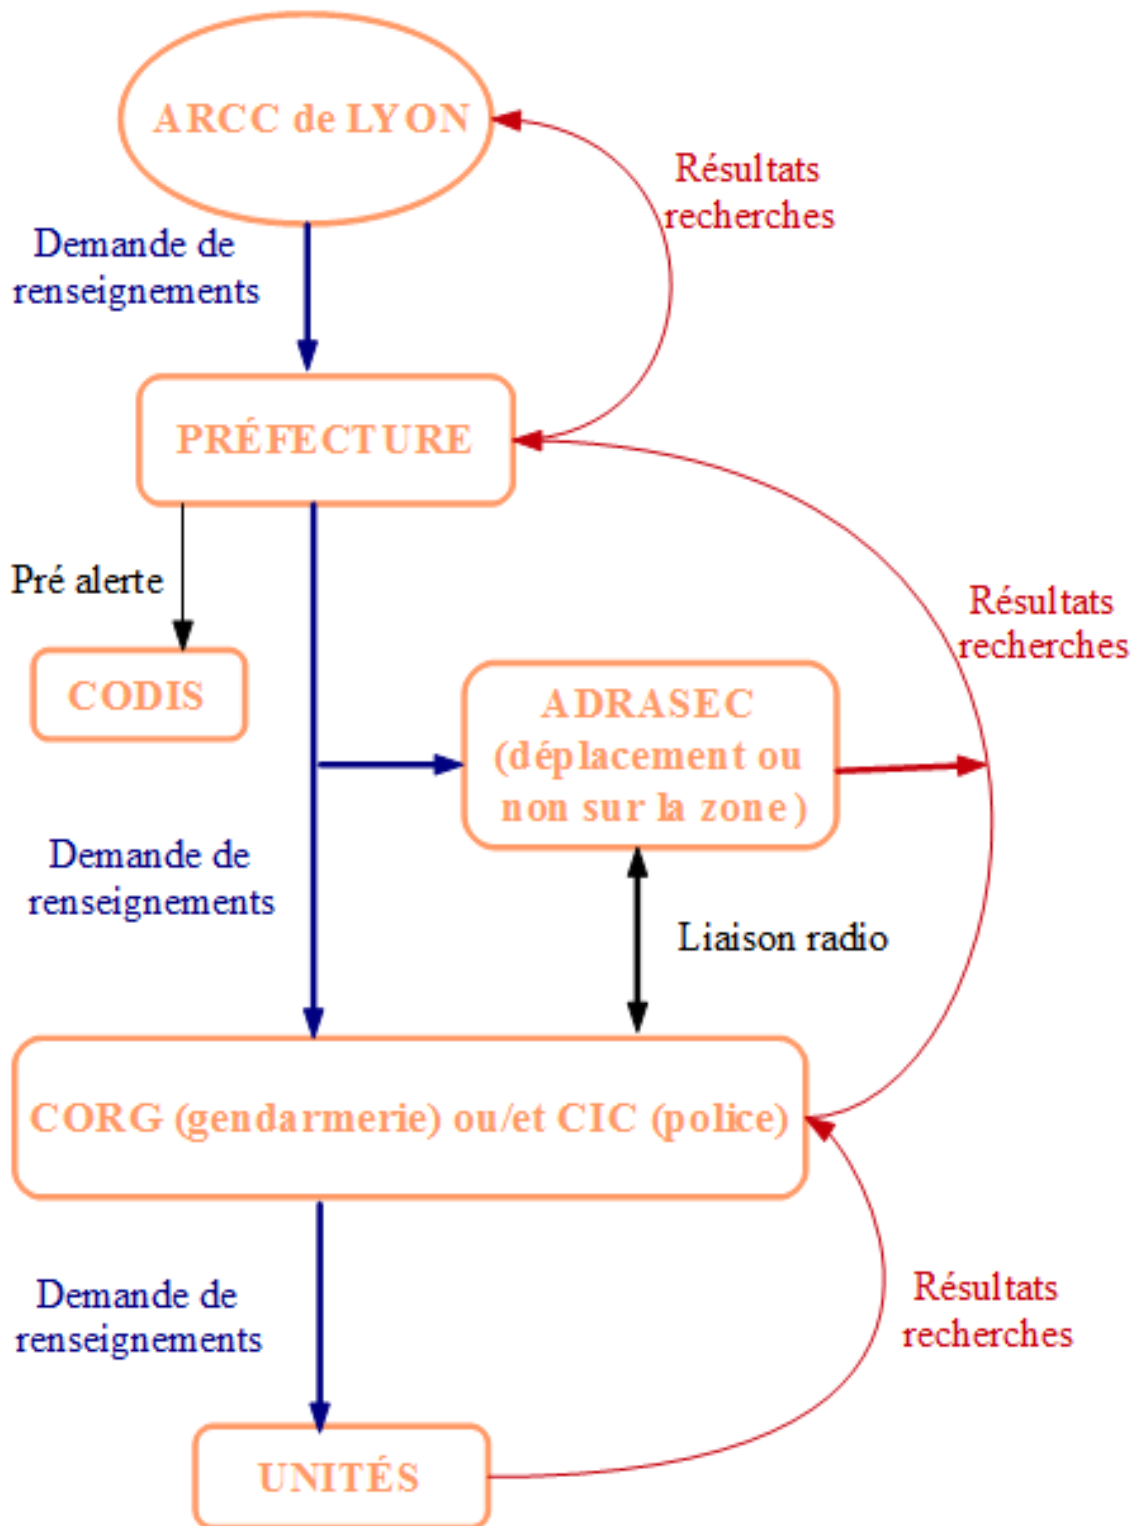 ARCC de LYON
Résultats
recherches
Demande de
renseignements
PRÉFECTURE
Pré alerte
CODIS
Résultats
recherches
ADRASEC
(déplacement ou
non sur la zone)
Demande de
renseignements
Liaison radio
CORG (gendarmerie) ou/et CIC (police)
Demande de
renseignements
Résultats
recherches
UNITÉS